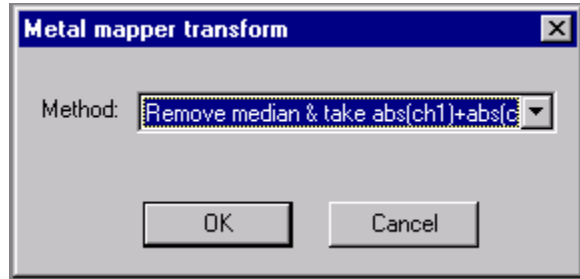 Metal mapper transform
Method: Remove median & take abs(ch1)+abs(c
OK Cancel